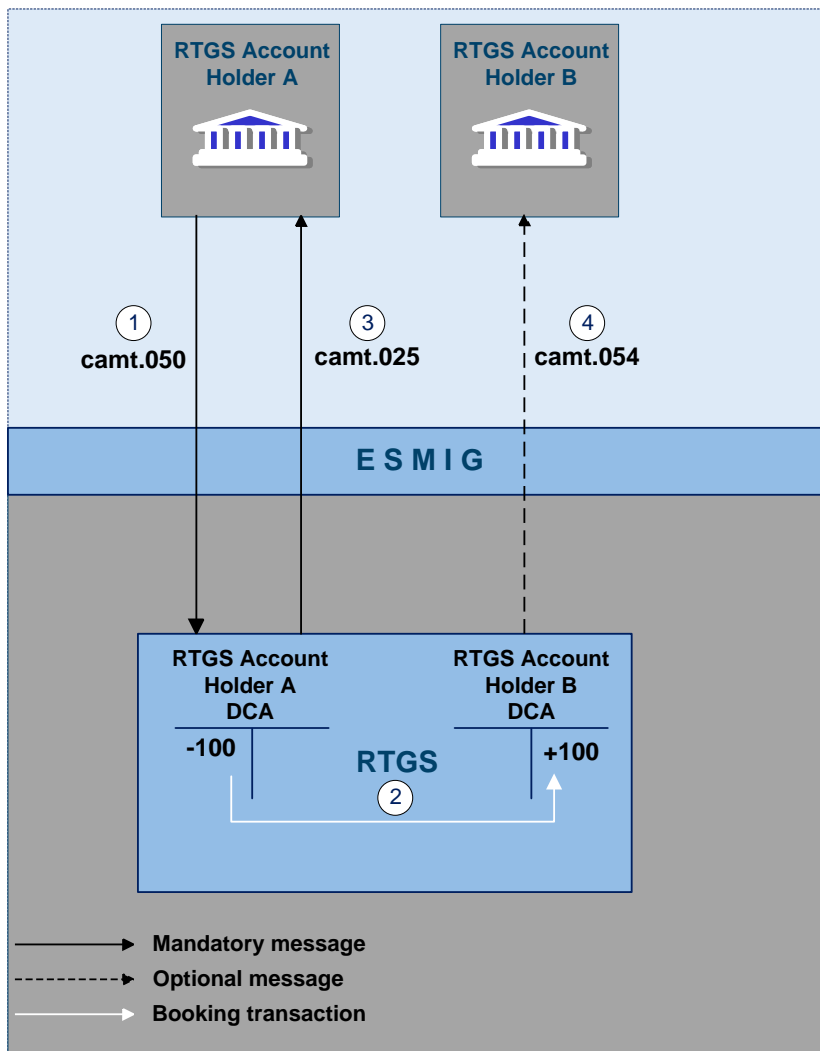 RTGS Account
Holder A
RTGS Account
Holder B
1
camt.050
3
camt.025
4
camt.054
E S M I G
RTGS Account
Holder A
DCA
RTGS Account
Holder B
DCA
-100
RTGS
+100
2
Mandatory message
Optional message
Booking transaction